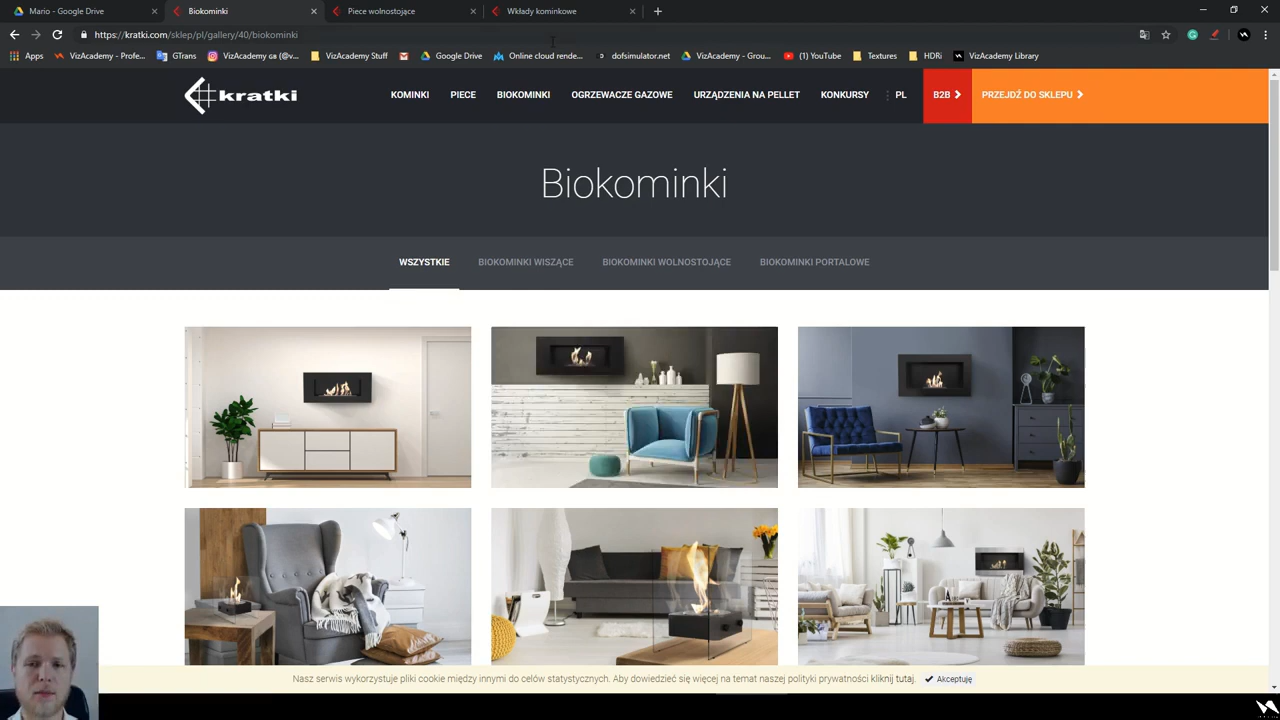 Mario - Google Drive
Biokominki
Piece wolnostojące
Wkłady kominkowe
https://kratki.com/sklep/pl/gallery/40/biokominki
Apps
VizAcademy - Profe...
GTrans
VizAcademy 🇬🇧 (@v...
VizAcademy Stuff
Google Drive
Online cloud rende...
dofsimulator.net
VizAcademy - Grou...
(1) YouTube
Textures
HDRi
VizAcademy Library
kratki
KOMINKI
PIECE
BIOKOMINKI
OGRZEWACZE GAZOWE
URZĄDZENIA NA PELLET
KONKURSY
PL
B2B
PRZEJDŹ DO SKLEPU
Biokominki
WSZYSTKIE
BIOKOMINKI WISZĄCE
BIOKOMINKI WOLNOSTOJĄCE
BIOKOMINKI PORTALOWE
Nasz serwis wykorzystuje pliki cookie między innymi do celów statystycznych. Aby dowiedzieć się więcej na temat naszej polityki prywatności kliknij tutaj.
Akceptuję